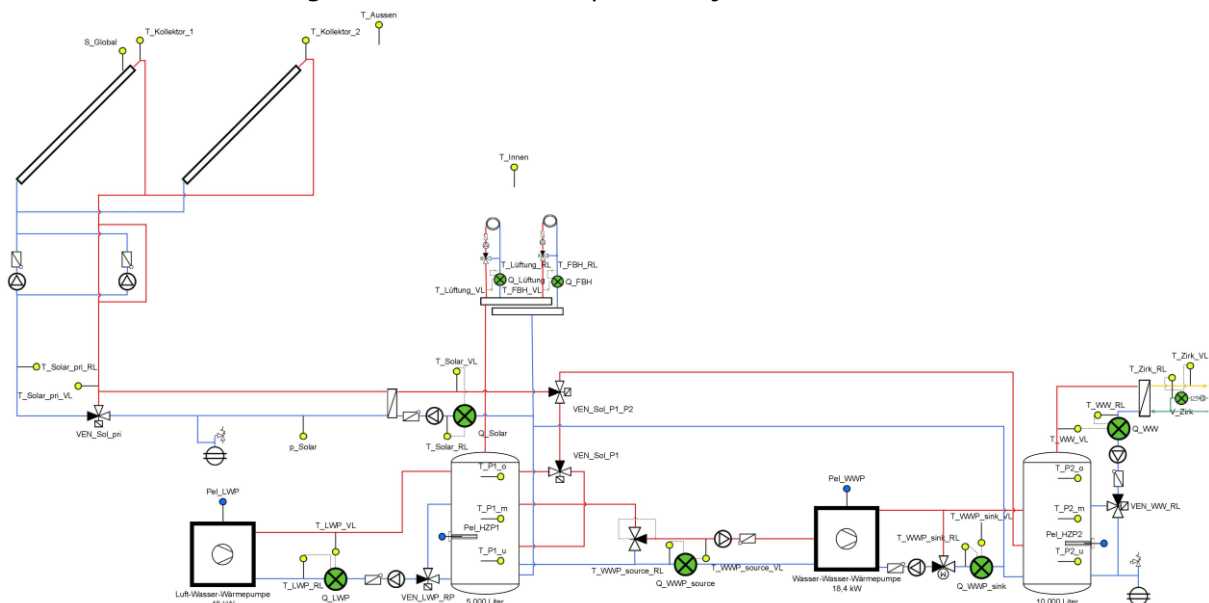 T_Aussen
T_Kollektor_1
T_Kollektor_2
S_Global
T_Innen
T_Lüftung_RL
T_FBH_RL
Q_Lüftung
Q_FBH
T_Lüftung_VL
T_FBH_VL
T_Solar_pri_RL
T_Solar_VL
T_Zirk_VL
T_Zirk_RL
T_Solar_pri_VL
VEN_Sol_P1_P2
T_WW_RL
V_Zirk
VEN_Sol_pri
p_Solar
T_Solar_RL
Q_Solar
Q_WW
T_WW_VL
VEN_Sol_P1
T_P1_o
T_P2_o
Pel_LWP
Pel_WWP
T_LWP_VL
T_P1_m
Pel_HZP1
T_WWP_sink_VL
T_P2_m
VEN_WW_RL
T_WWP_sink_RL
Pel_HZP2
T_P1_u
T_P2_u
T_LWP_RL
Q_LWP
VEN_LWP_RP
T_WWP_source_RL
T_WWP_source_VL
Q_WWP_source
Wasser-Wasser-Wärmepumpe
18,4 kW
Q_WWP_sink
Luft-Wasser-Wärmepumpe
5.000 Liter
10.000 Liter